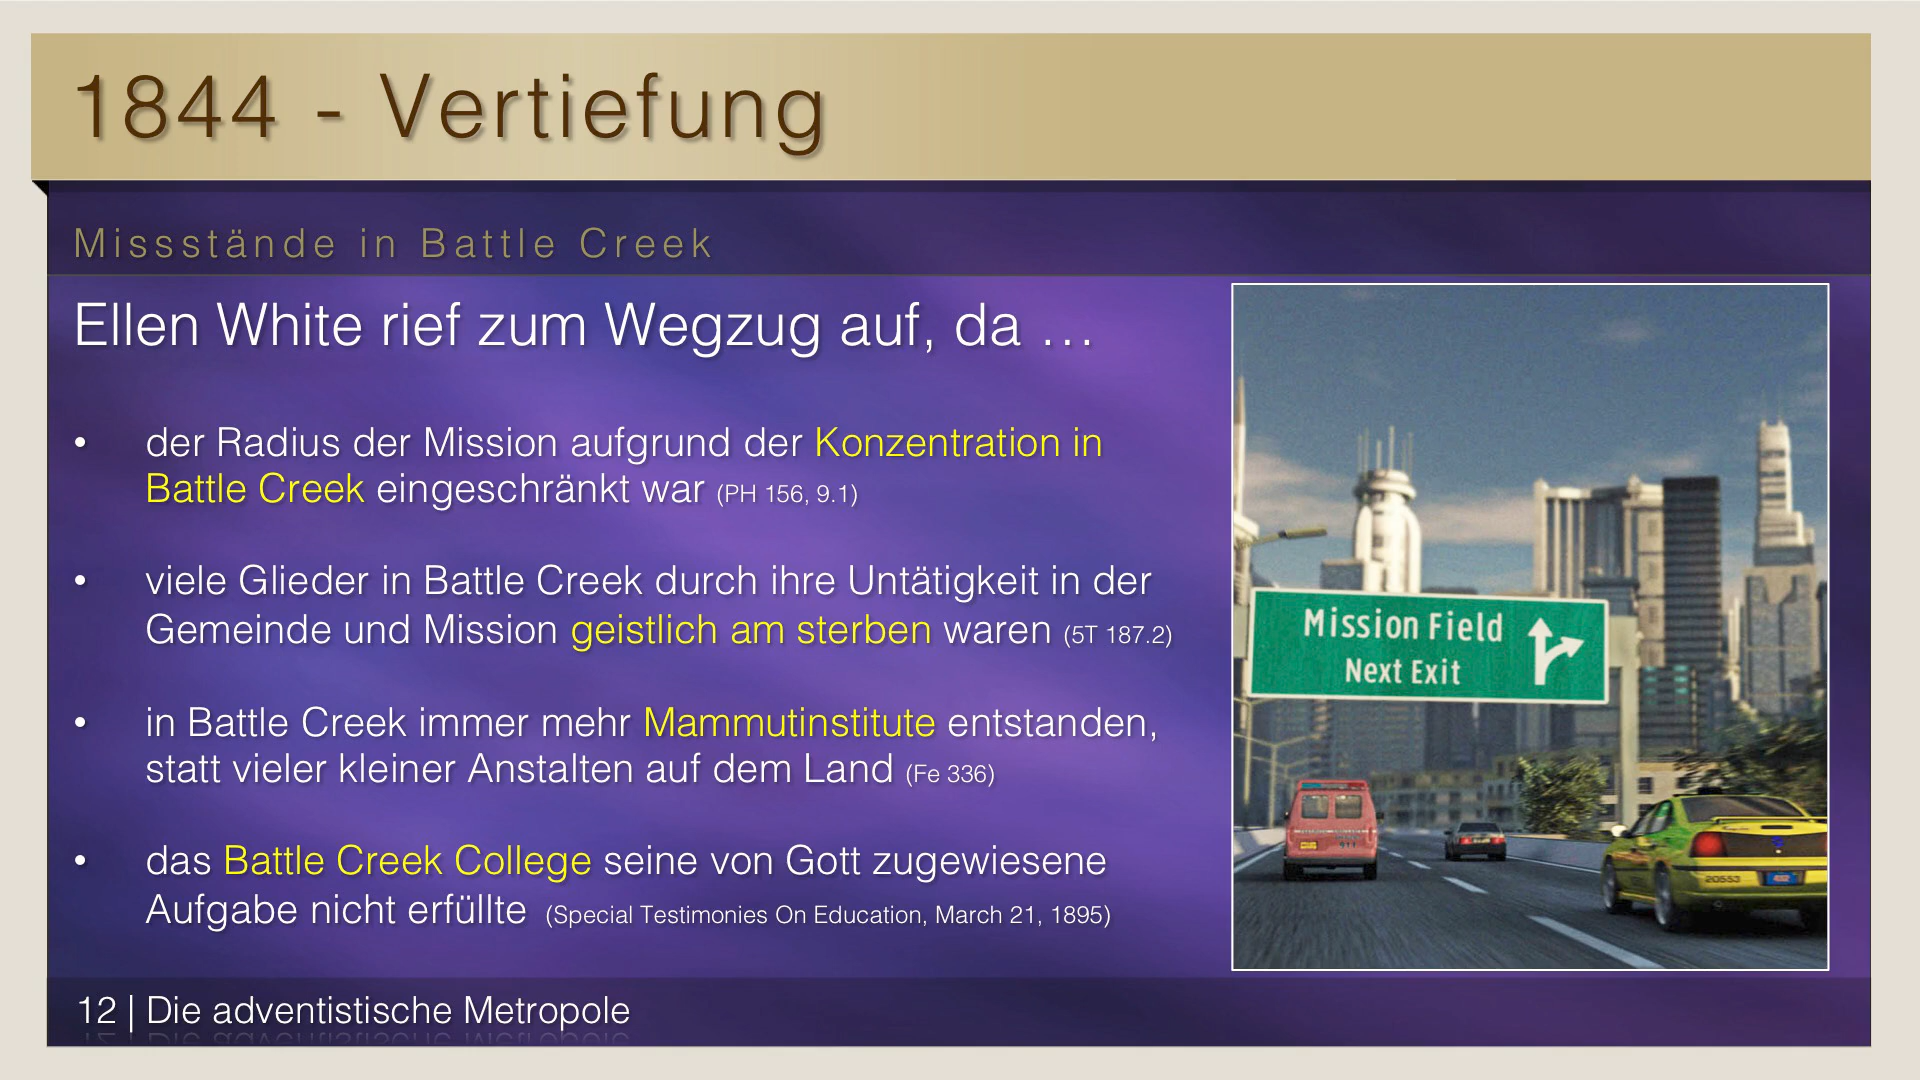 1844 - Vertiefung
Missstände in Battle Creek
Ellen White rief zum Wegzug auf, da …
• der Radius der Mission aufgrund der Konzentration in
Battle Creek eingeschränkt war (PH 156, 9.1)
• viele Glieder in Battle Creek durch ihre Untätigkeit in der
Gemeinde und Mission geistlich am sterben waren (5T 187.2)
• in Battle Creek immer mehr Mammutinstitute entstanden,
statt vieler kleiner Anstalten auf dem Land (Fe 336)
• das Battle Creek College seine von Gott zugewiesene
Aufgabe nicht erfüllte (Special Testimonies On Education, March 21, 1895)
Mission Field
Next Exit
911
20553
12 | Die adventistische Metropole